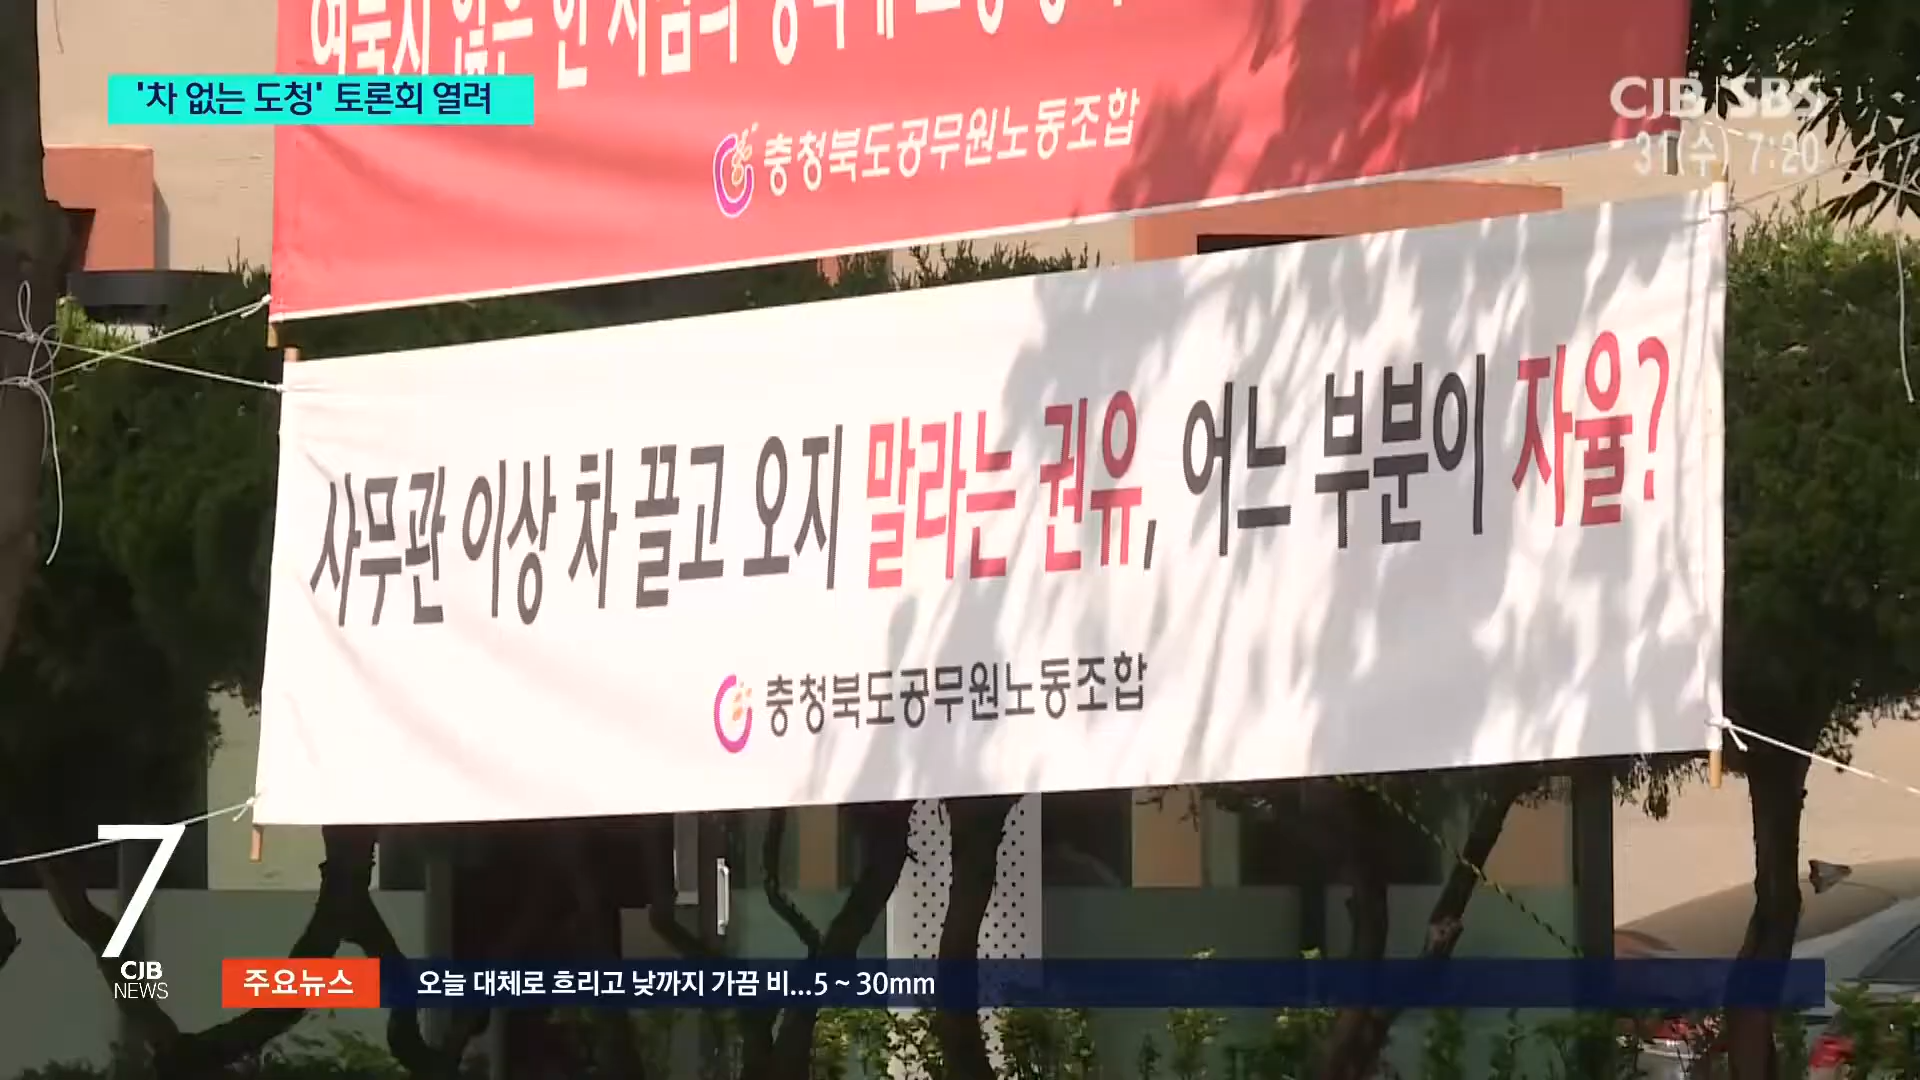 '차 없는 도청' 토론회 열려
CJB SBS
31(수) 7:20
충청북도공무원노동조합
사무관 이상 차 끌고 오지 말라는 권유, 어느 부분이 자율?
충청북도공무원노동조합
7
CJB
NEWS
주요뉴스
오늘 대체로 흐리고 낮까지 가끔 비...5 ~ 30mm